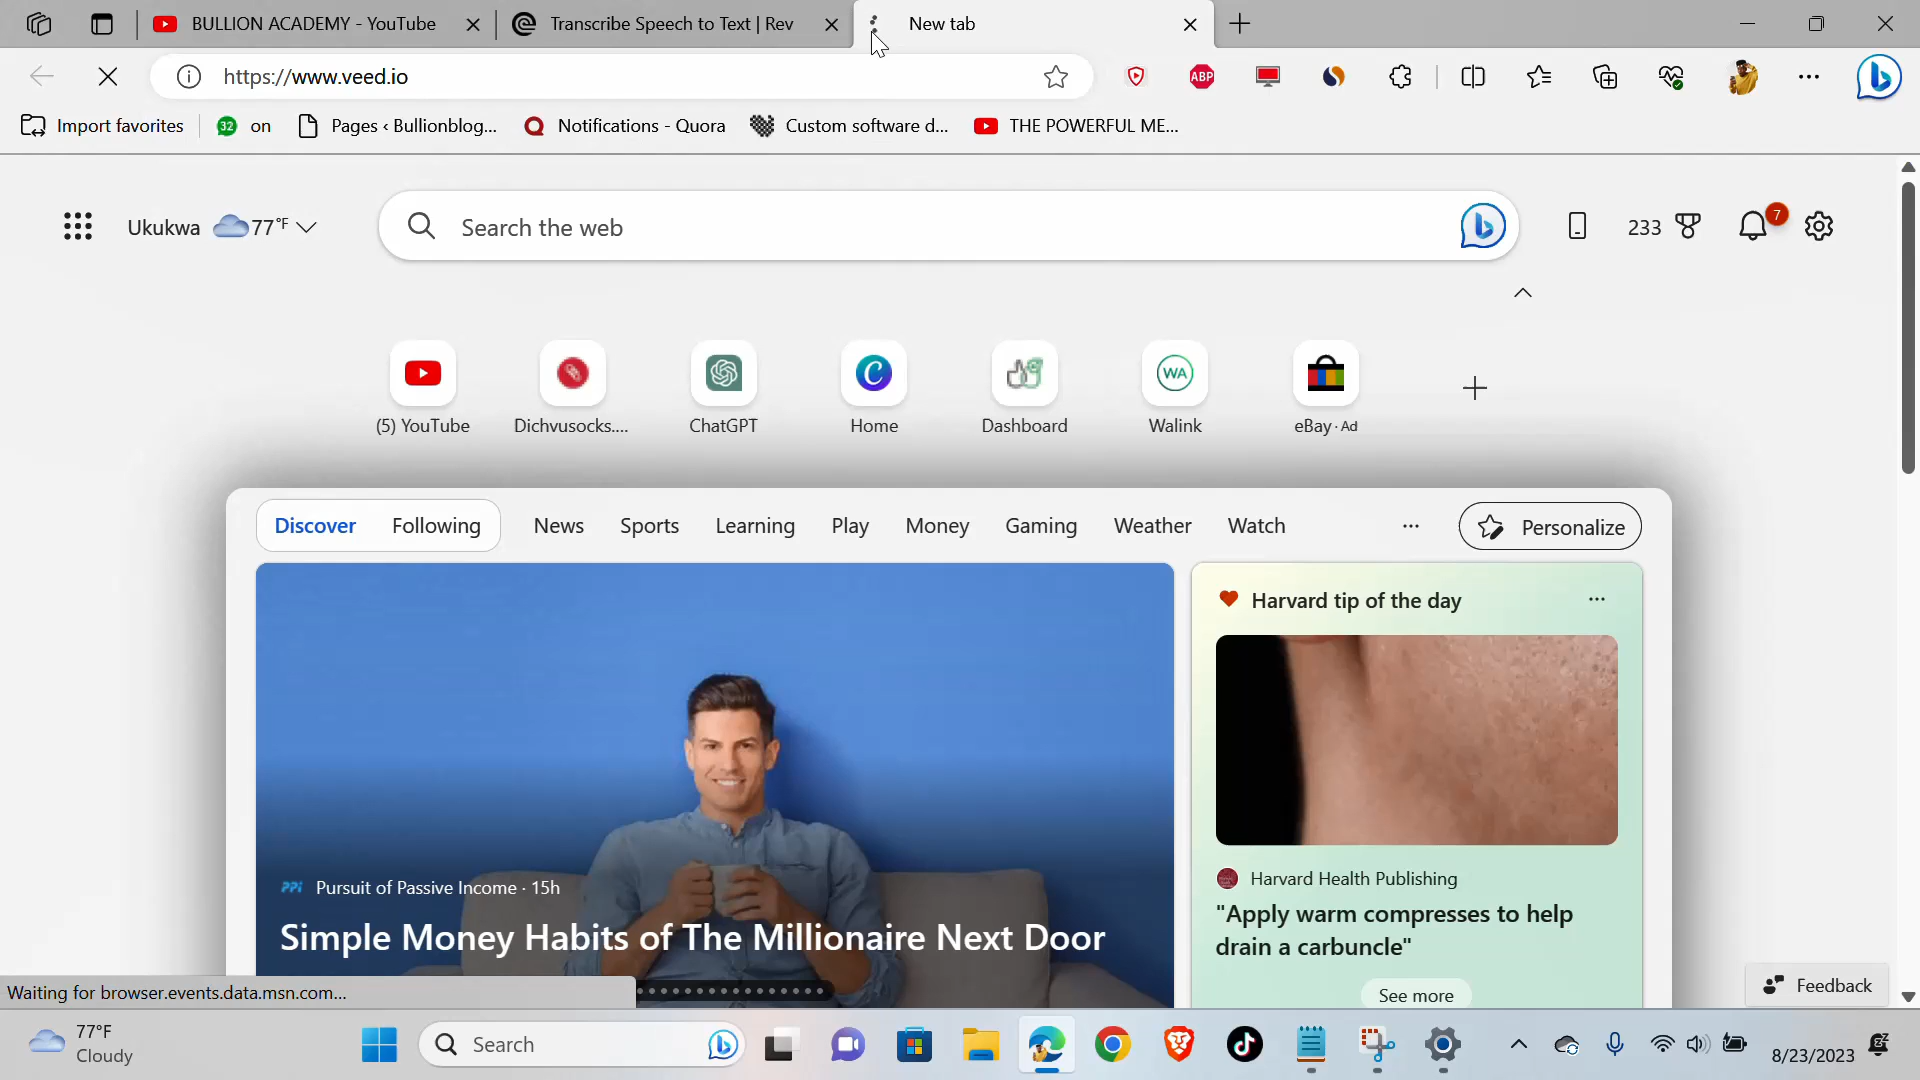 BULLION ACADEMY - YouTube
Transcribe Speech to Text | Rev
New tab
https://www.veed.io
ABP
Import favorites
32
on
Pages ‹ Bullionblog...
Notifications - Quora
Custom software d...
THE POWERFUL ME...
Ukukwa
77°F
Search the web
233
7
WA
(5) YouTube
Dichvusocks....
ChatGPT
Home
Dashboard
Walink
eBay · Ad
Discover
Following
News
Sports
Learning
Play
Money
Gaming
Weather
Watch
Personalize
PPi
Pursuit of Passive Income · 15h
Simple Money Habits of The Millionaire Next Door
Harvard tip of the day
Harvard Health Publishing
"Apply warm compresses to help
drain a carbuncle"
See more
Feedback
Waiting for browser.events.data.msn.com...
77°F
Cloudy
Search
8/23/2023